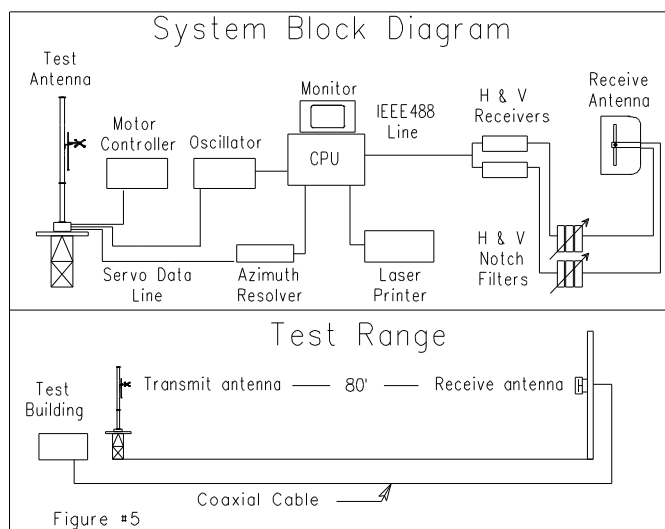 System Block Diagram
Test
Antenna
Motor
Controller
Oscillator
Monitor
CPU
IEEE488
Line
H & V
Receivers
Receive
Antenna
Servo Data
Line
Azimuth
Resolver
Laser
Printer
H & V
Notch
Filters
Test Range
Test
Building
Transmit antenna
80'
Receive antenna
Coaxial Cable
Figure #5